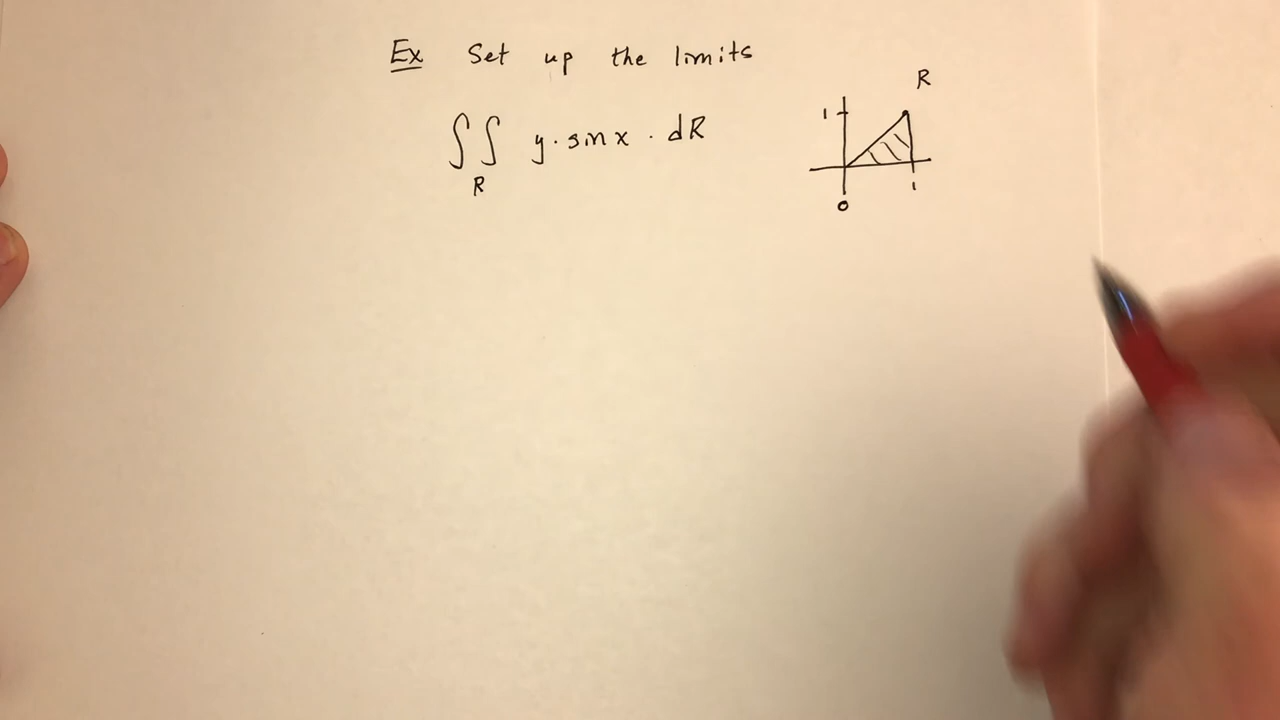 Ex Set up the limits
∫∫ y · sin x · dR
R
R
1
1
0